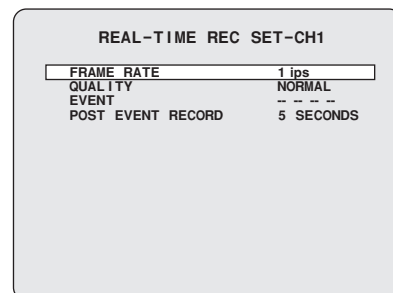 REAL-TIME REC SET-CH1
FRAME RATE 1 ips
QUALITY NORMAL
EVENT -- -- -- --
POST EVENT RECORD 5 SECONDS